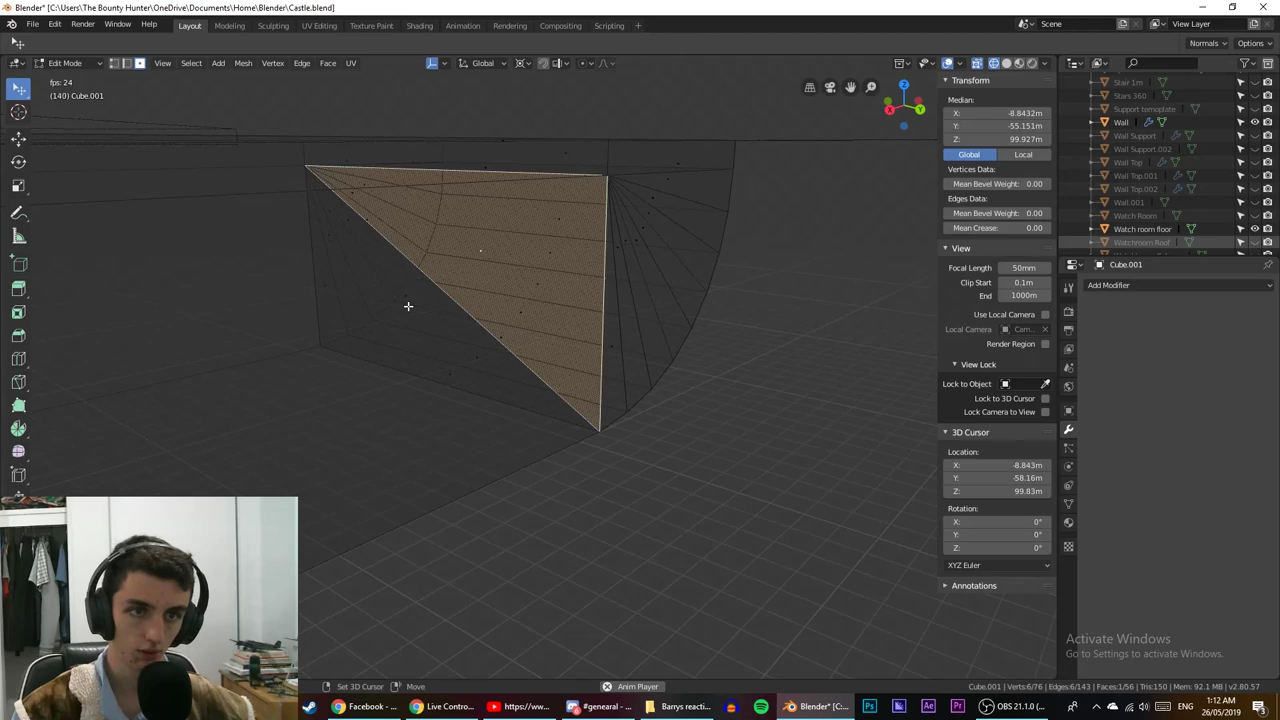 Blender* [C:\Users\The Bounty Hunter\OneDrive\Documents\Home\Blender\Castle.blend]
File Edit Render Window Help Layout Modeling Sculpting UV Editing Texture Paint Shading Animation Rendering Compositing Scripting + Scene View Layer
Normals Options
Edit Mode View Select Add Mesh Vertex Edge Face UV Global
fps: 24
(140) Cube.001
Transform
Median:
X: -8.8432m
Y: -55.151m
Z: 99.927m
Global Local
Vertices Data:
Mean Bevel Weight: 0.00
Edges Data:
Mean Bevel Weight: 0.00
Mean Crease: 0.00
View
Focal Length 50mm
Clip Start 0.1m
End 1000m
Use Local Camera
Local Camera Cam...
Render Region
View Lock
Lock to Object
Lock to 3D Cursor
Lock Camera to View
3D Cursor
Location:
X: -8.843m
Y: -58.16m
Z: 99.83m
Rotation:
X: 0°
Y: 0°
Z: 0°
XYZ Euler
Annotations
Stair 1m
Stars 360
Support temoplate
Wall
Wall Support
Wall Support.002
Wall Top
Wall Top.001
Wall Top.002
Wall.001
Watch Room
Watch room floor
Watchroom Roof
Cube.001
Add Modifier
Activate Windows
Go to Settings to activate Windows.
Set 3D Cursor Move Anim Player Cube.001 | Verts:6/76 | Edges:6/143 | Faces:1/56 | Tris:150 | Mem: 92.1 MB | v2.80.57
Facebook - ... Live Contro... https://ww... #genearal - ... Barrys reacti... Blender* [C:... Ps Ae Pr OBS 21.1.0 (... ENG 1:12 AM
26/05/2019